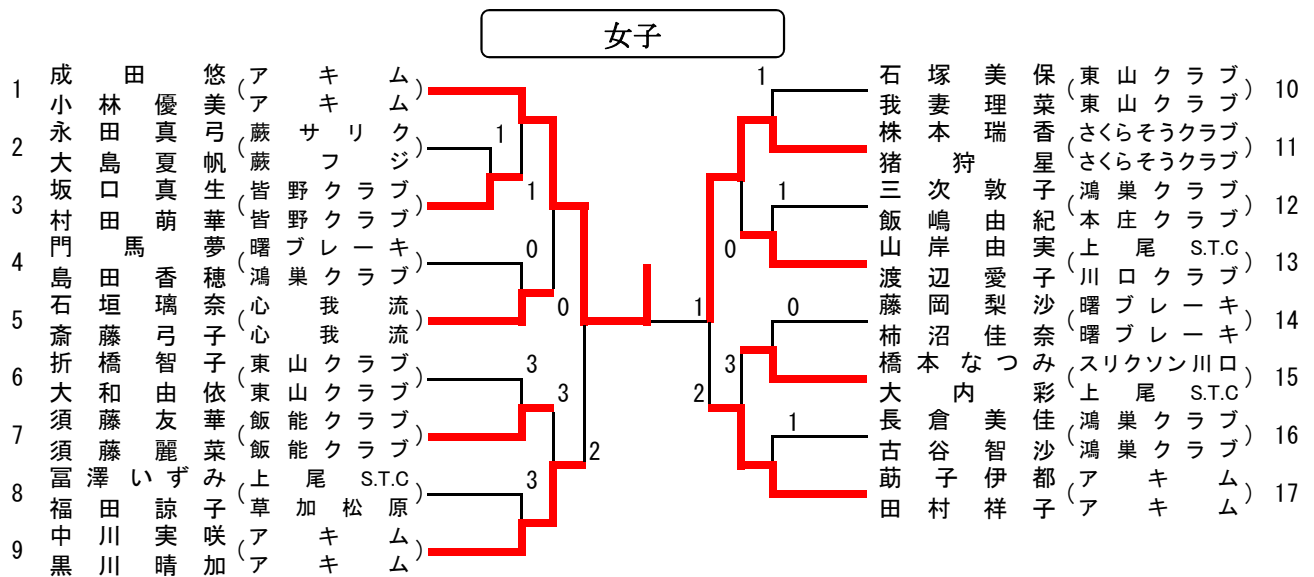 女子
1 成田悠 (アキム)
小林優美 (アキム)
2 永田真弓 (蕨サリク)
大島夏帆 (蕨フジ)
3 坂口真生 (皆野クラブ)
村田萌華 (皆野クラブ)
4 門馬夢 (曙ブレーキ)
島田香穂 (鴻巣クラブ)
5 石垣璃奈 (心我流)
斎藤弓子 (心我流)
6 折橋智子 (東山クラブ)
大和由依 (東山クラブ)
7 須藤友華 (飯能クラブ)
須藤麗菜 (飯能クラブ)
8 冨澤いずみ (上尾S.T.C)
福田諒子 (草加松原)
9 中川実咲 (アキム)
黒川晴加 (アキム)
1
1
0
0
3
3
2
3
石塚美保 (東山クラブ) 10
我妻理菜 (東山クラブ)
株本瑞香 (さくらそうクラブ) 11
猪狩星 (さくらそうクラブ)
三次敦子 (鴻巣クラブ) 12
飯嶋由紀 (本庄クラブ)
山岸由実 (上尾S.T.C) 13
渡辺愛子 (川口クラブ)
藤岡梨沙 (曙ブレーキ) 14
柿沼佳奈 (曙ブレーキ)
橋本なつみ (スリクソン川口) 15
大内彩 (上尾S.T.C)
長倉美佳 (鴻巣クラブ) 16
古谷智沙 (鴻巣クラブ)
莇子伊都 (アキム) 17
田村祥子 (アキム)
1
1
0
1
0
3
2
1